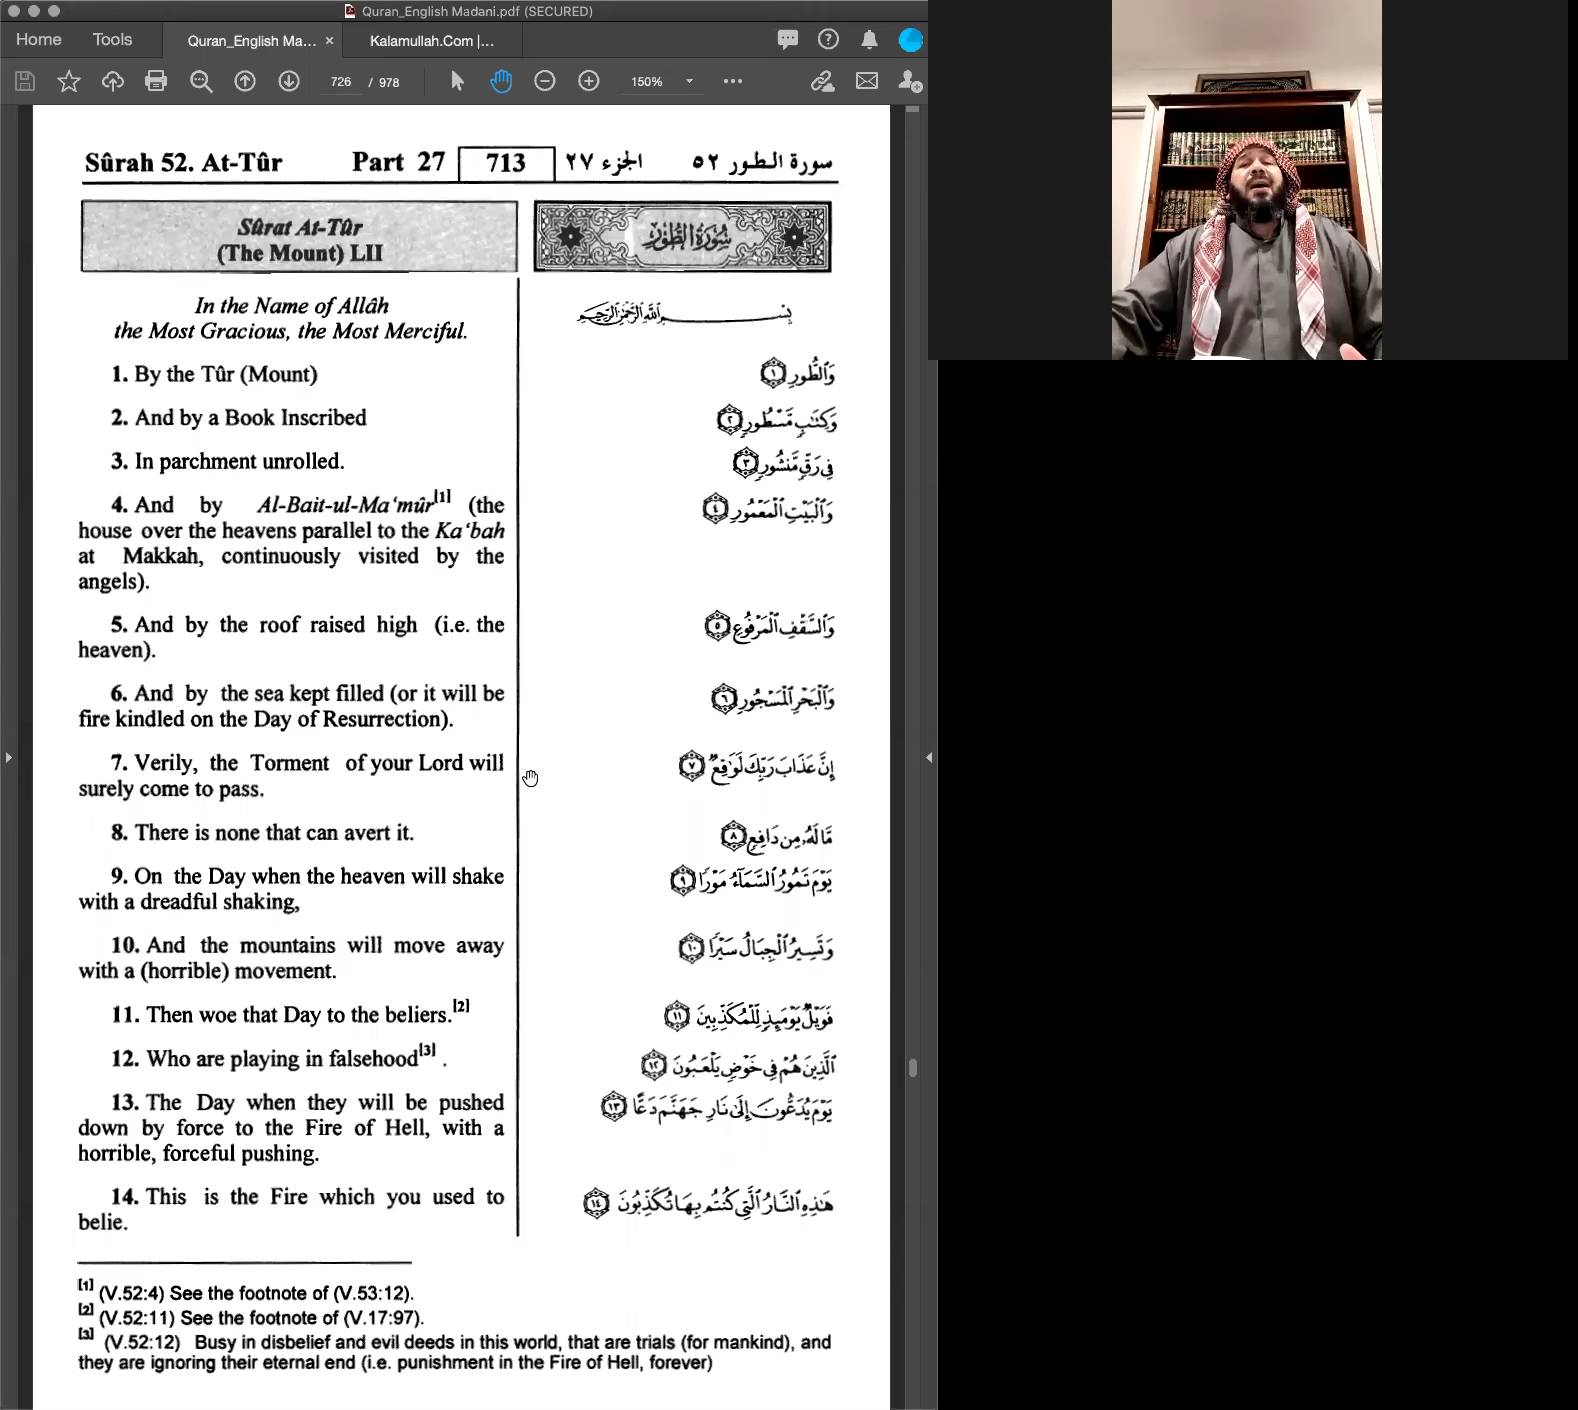 Quran_English Madani.pdf (SECURED)
Home Tools Quran_English Ma... × Kalamullah.Com |...
726 / 978 150%
Sûrah 52. At-Tûr Part 27 713 الجزء ٢٧ سورة الـطـور ٥٢
Sûrat At-Tûr
(The Mount) LII
سُورَةُ الطُّورِ
In the Name of Allâh
the Most Gracious, the Most Merciful.
بِسْمِ ٱللَّهِ ٱلرَّحْمَٰنِ ٱلرَّحِيمِ
1. By the Tûr (Mount)
وَٱلطُّورِ ١
2. And by a Book Inscribed
وَكِتَٰبٍ مَّسْطُورٍ ٢
3. In parchment unrolled.
فِى رَقٍّ مَّنشُورٍ ٣
4. And by Al-Bait-ul-Ma‘mûr[1] (the
house over the heavens parallel to the Ka‘bah
at Makkah, continuously visited by the
angels).
وَٱلْبَيْتِ ٱلْمَعْمُورِ ٤
5. And by the roof raised high (i.e. the
heaven).
وَٱلسَّقْفِ ٱلْمَرْفُوعِ ٥
6. And by the sea kept filled (or it will be
fire kindled on the Day of Resurrection).
وَٱلْبَحْرِ ٱلْمَسْجُورِ ٦
7. Verily, the Torment of your Lord will
surely come to pass.
إِنَّ عَذَابَ رَبِّكَ لَوَٰقِعٌ ٧
8. There is none that can avert it.
مَّا لَهُۥ مِن دَافِعٍ ٨
9. On the Day when the heaven will shake
with a dreadful shaking,
يَوْمَ تَمُورُ ٱلسَّمَآءُ مَوْرًا ٩
10. And the mountains will move away
with a (horrible) movement.
وَتَسِيرُ ٱلْجِبَالُ سَيْرًا ١٠
11. Then woe that Day to the beliers.[2]
فَوَيْلٌ يَوْمَئِذٍ لِّلْمُكَذِّبِينَ ١١
12. Who are playing in falsehood[3] .
ٱلَّذِينَ هُمْ فِى خَوْضٍ يَلْعَبُونَ ١٢
13. The Day when they will be pushed
down by force to the Fire of Hell, with a
horrible, forceful pushing.
يَوْمَ يُدَعُّونَ إِلَىٰ نَارِ جَهَنَّمَ دَعًّا ١٣
14. This is the Fire which you used to
belie.
هَٰذِهِ ٱلنَّارُ ٱلَّتِى كُنتُم بِهَا تُكَذِّبُونَ ١٤
[1] (V.52:4) See the footnote of (V.53:12).
[2] (V.52:11) See the footnote of (V.17:97).
[3] (V.52:12) Busy in disbelief and evil deeds in this world, that are trials (for mankind), and
they are ignoring their eternal end (i.e. punishment in the Fire of Hell, forever)